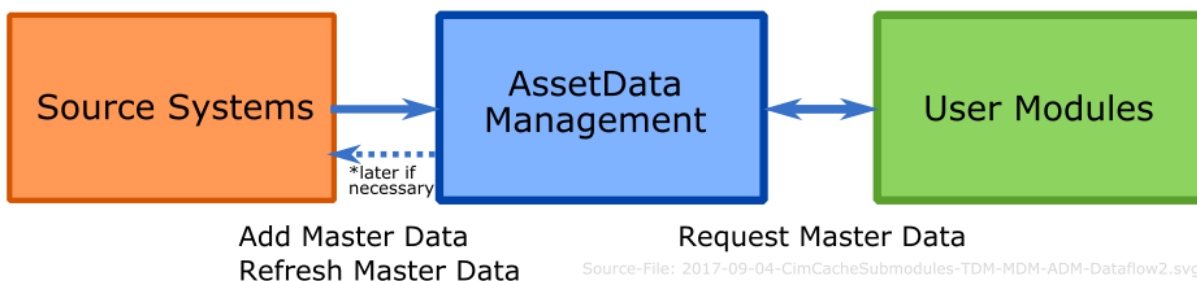 Source Systems
AssetData
Management
User Modules
*later if
necessary
Add Master Data
Refresh Master Data
Request Master Data
Source-File: 2017-09-04-CimCacheSubmodules-TDM-MDM-ADM-Dataflow2.svg